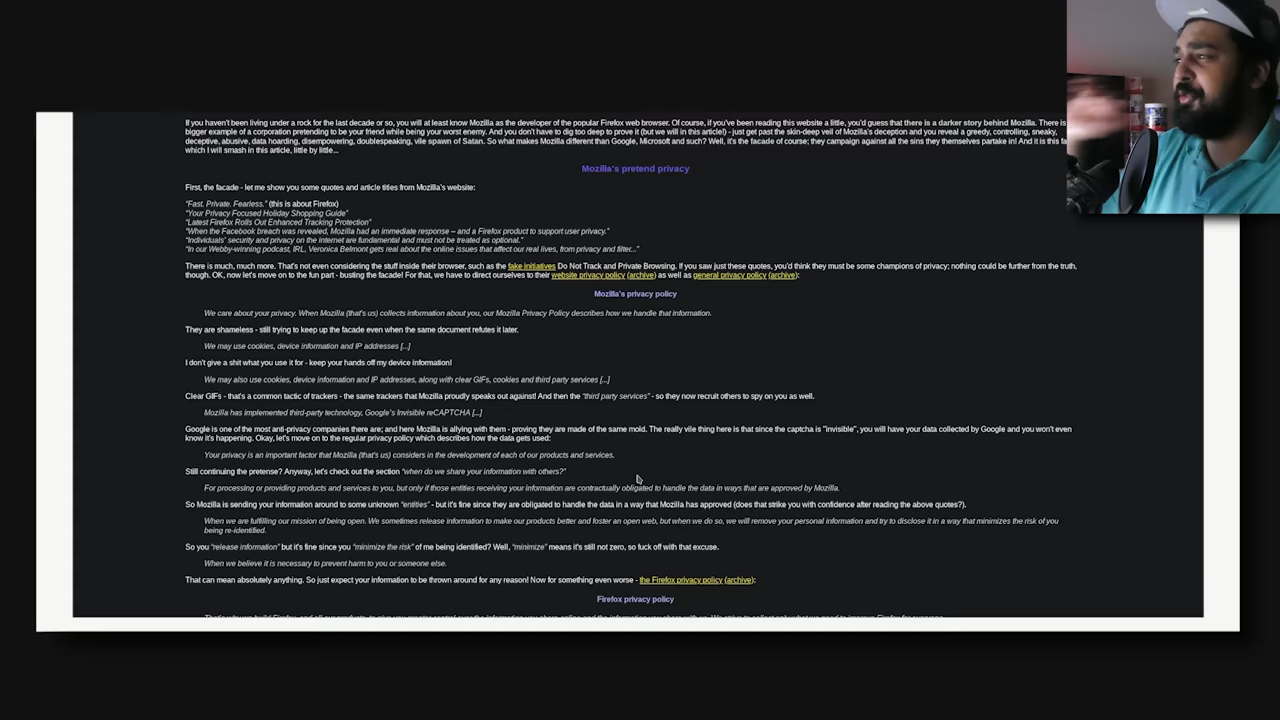 If you haven't been living under a rock for the last decade or so, you will at least know Mozilla as the developer of the popular Firefox web browser. Of course, if you've been reading this website a little, you'd guess that there is a darker story behind Mozilla. There is
bigger example of a corporation pretending to be your friend while being your worst enemy. And you don't have to dig too deep to prove it (but we will in this article!) - just get past the skin-deep veil of Mozilla's deception and you reveal a greedy, controlling, sneaky,
deceptive, abusive, data hoarding, disempowering, doublespeaking, vile spawn of Satan. So what makes Mozilla different than Google, Microsoft and such? Well, it's the facade of course; they campaign against all the sins they themselves partake in! And it is this
which I will smash in this article, little by little...
Mozilla's pretend privacy
First, the facade - let me show you some quotes and article titles from Mozilla's website:
"Fast. Private. Fearless." (this is about Firefox)
"Your Privacy Focused Holiday Shopping Guide"
"Latest Firefox Rolls Out Enhanced Tracking Protection"
"When the Facebook breach was revealed, Mozilla had an immediate response – and a Firefox product to support user privacy."
"Individuals' security and privacy on the internet are fundamental and must not be treated as optional."
"In our Webby-winning podcast, IRL, Veronica Belmont gets real about the online issues that affect our real lives, from privacy and filter..."
There is much, much more. That's not even considering the stuff inside their browser, such as the fake initiatives Do Not Track and Private Browsing. If you saw just these quotes, you'd think they must be some champions of privacy; nothing could be further from the truth,
though. OK, now let's move on to the fun part - busting the facade! For that, we have to direct ourselves to their website privacy policy (archive) as well as general privacy policy (archive):
Mozilla's privacy policy
We care about your privacy. When Mozilla (that's us) collects information about you, our Mozilla Privacy Policy describes how we handle that information.
They are shameless - still trying to keep up the facade even when the same document refutes it later.
We may use cookies, device information and IP addresses [...]
I don't give a shit what you use it for - keep your hands off my device information!
We may also use cookies, device information and IP addresses, along with clear GIFs, cookies and third party services [...]
Clear GIFs - that's a common tactic of trackers - the same trackers that Mozilla proudly speaks out against! And then the "third party services" - so they now recruit others to spy on you as well.
Mozilla has implemented third-party technology, Google's Invisible reCAPTCHA [...]
Google is one of the most anti-privacy companies there are; and here Mozilla is allying with them - proving they are made of the same mold. The really vile thing here is that since the captcha is "invisible", you will have your data collected by Google and you won't even
know it's happening. Okay, let's move on to the regular privacy policy which describes how the data gets used:
Your privacy is an important factor that Mozilla (that's us) considers in the development of each of our products and services.
Still continuing the pretense? Anyway, let's check out the section "when do we share your information with others?"
For processing or providing products and services to you, but only if those entities receiving your information are contractually obligated to handle the data in ways that are approved by Mozilla.
So Mozilla is sending your information around to some unknown "entities" - but it's fine since they are obligated to handle the data in a way that Mozilla has approved (does that strike you with confidence after reading the above quotes?).
When we are fulfilling our mission of being open. We sometimes release information to make our products better and foster an open web, but when we do so, we will remove your personal information and try to disclose it in a way that minimizes the risk of you
being re-identified.
So you "release information" but it's fine since you "minimize the risk" of me being identified? Well, "minimize" means it's still not zero, so fuck off with that excuse.
When we believe it is necessary to prevent harm to you or someone else.
That can mean absolutely anything. So just expect your information to be thrown around for any reason! Now for something even worse - the Firefox privacy policy (archive):
Firefox privacy policy